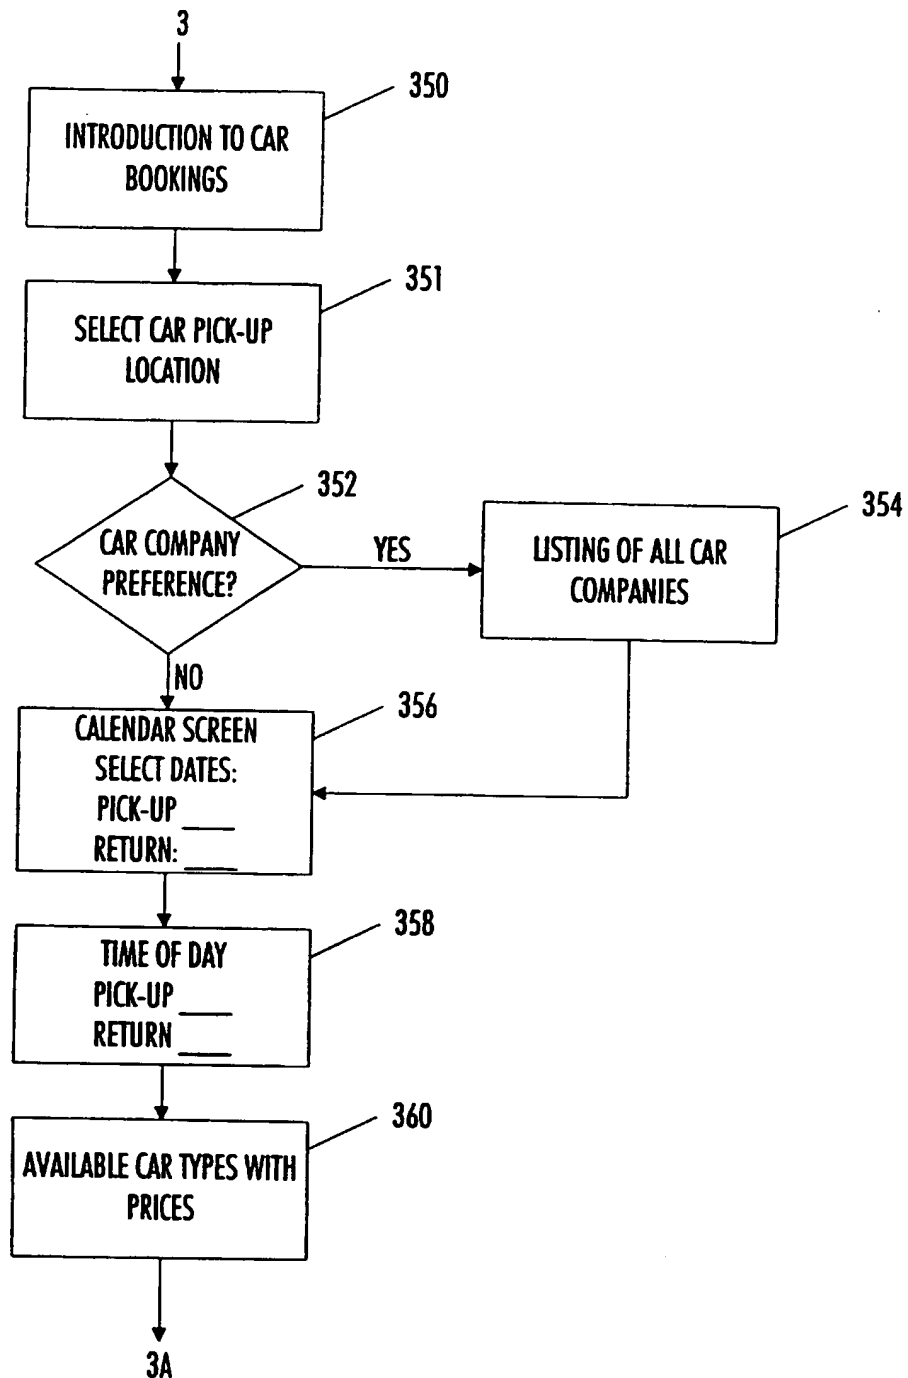 3
350
INTRODUCTION TO CAR
BOOKINGS
351
SELECT CAR PICK-UP
LOCATION
352
CAR COMPANY
PREFERENCE?
YES
354
LISTING OF ALL CAR
COMPANIES
NO
356
CALENDAR SCREEN
SELECT DATES:
PICK-UP ___
RETURN: ___
358
TIME OF DAY
PICK-UP ___
RETURN ___
360
AVAILABLE CAR TYPES WITH
PRICES
3A